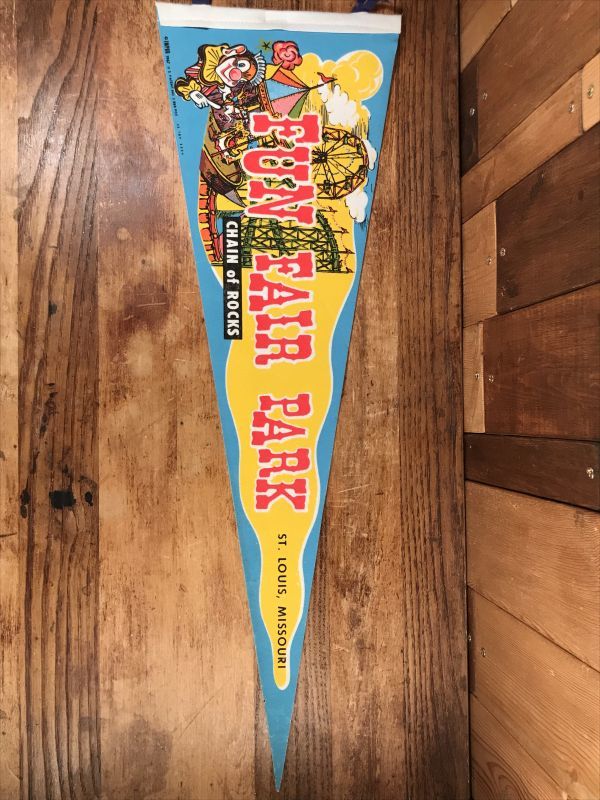 FUN FAIR PARK
CHAIN of ROCKS
ST. LOUIS, MISSOURI